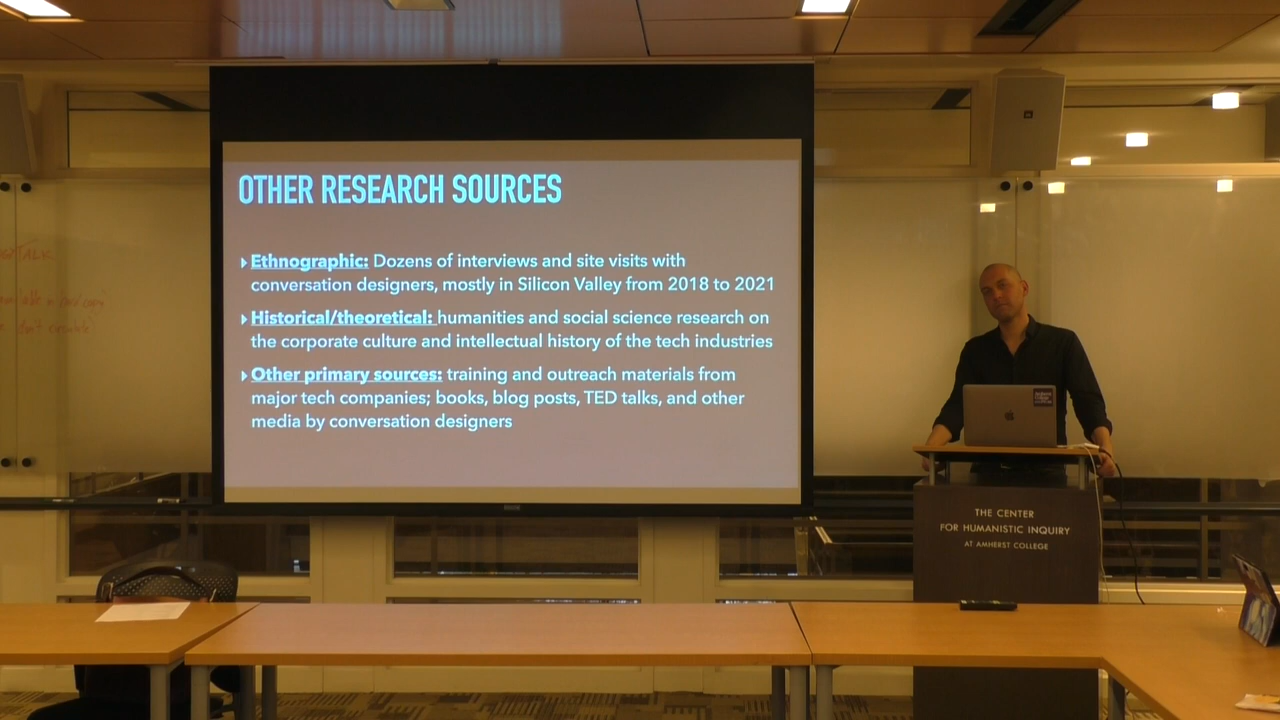 OTHER RESEARCH SOURCES
Ethnographic: Dozens of interviews and site visits with
conversation designers, mostly in Silicon Valley from 2018 to 2021
Historical/theoretical: humanities and social science research on
the corporate culture and intellectual history of the tech industries
Other primary sources: training and outreach materials from
major tech companies; books, blog posts, TED talks, and other
media by conversation designers
THE CENTER
FOR HUMANISTIC INQUIRY
AT AMHERST COLLEGE
TALK
don't circulate